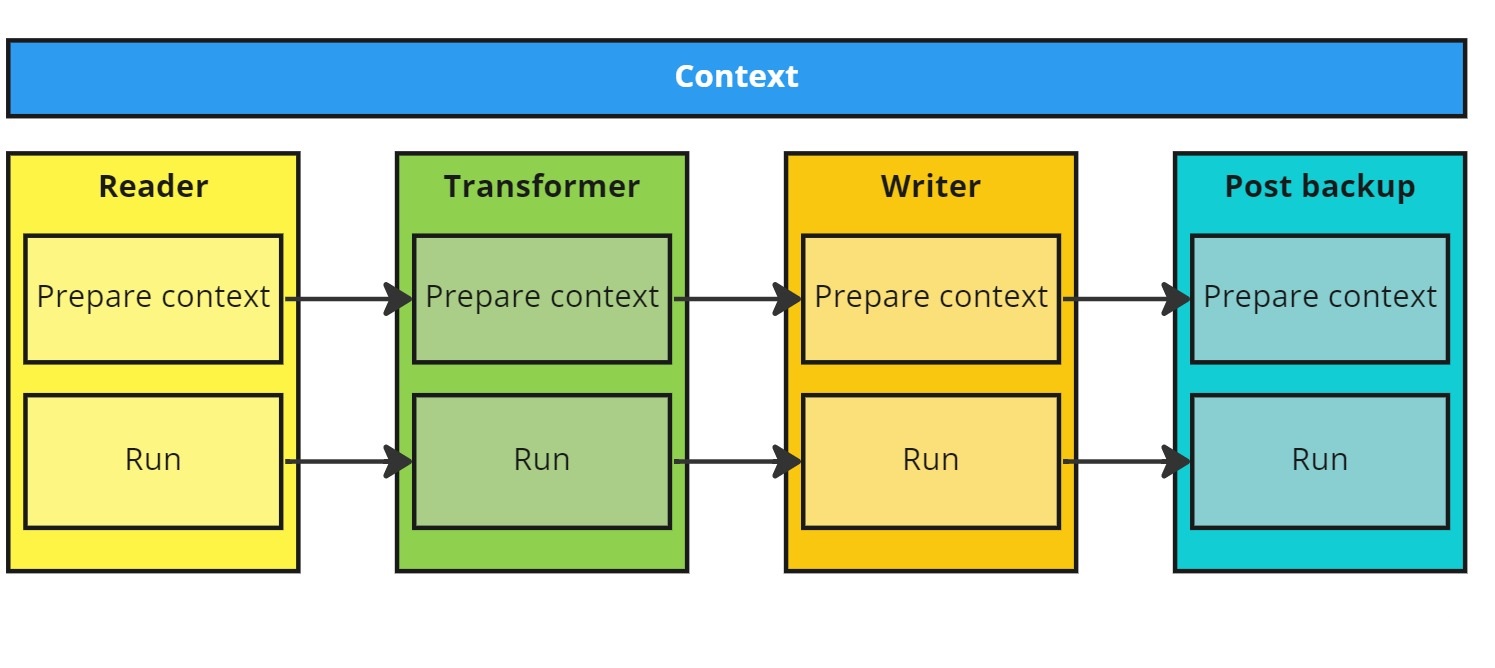 Context
Reader
Transformer
Writer
Post backup
Prepare context
Prepare context
Prepare context
Prepare context
Run
Run
Run
Run